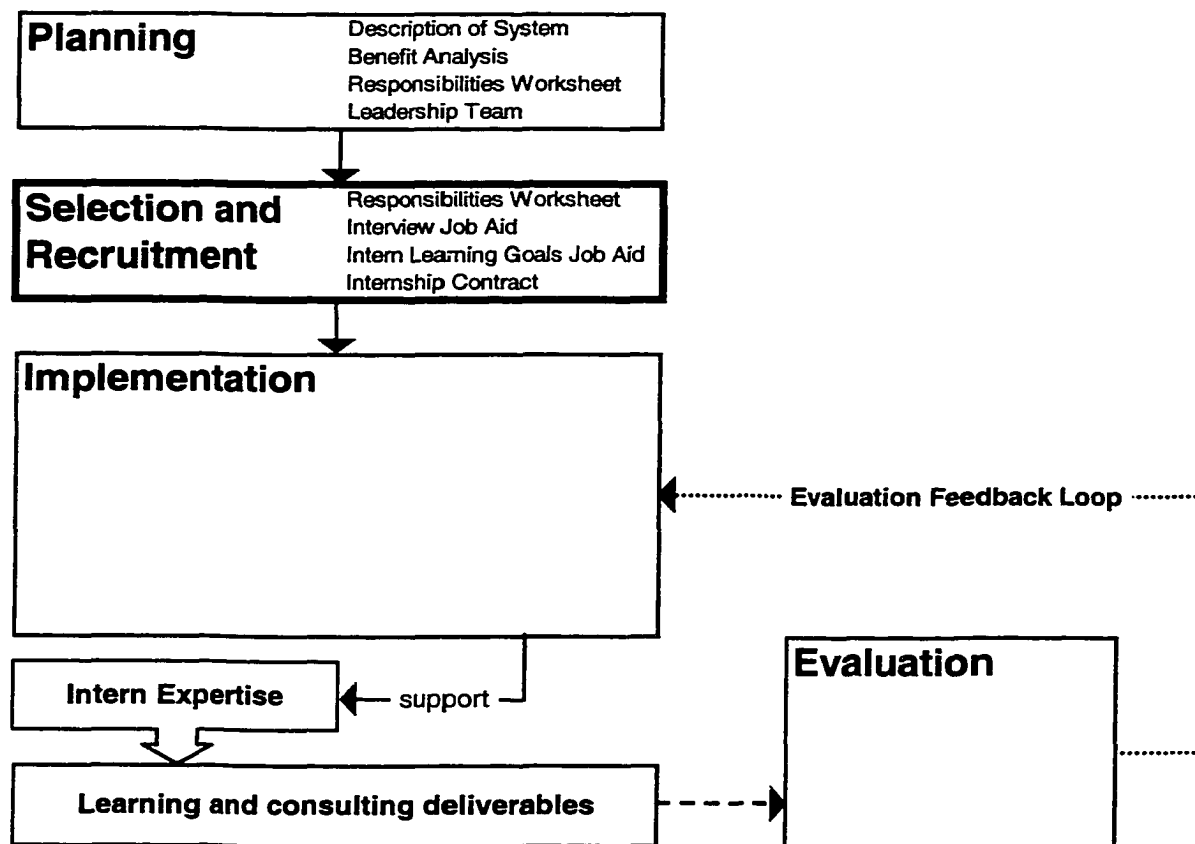 Planning
Description of System
Benefit Analysis
Responsibilities Worksheet
Leadership Team
Selection and
Recruitment
Responsibilities Worksheet
Interview Job Aid
Intern Learning Goals Job Aid
Internship Contract
Implementation
Evaluation Feedback Loop
Evaluation
Intern Expertise
support
Learning and consulting deliverables